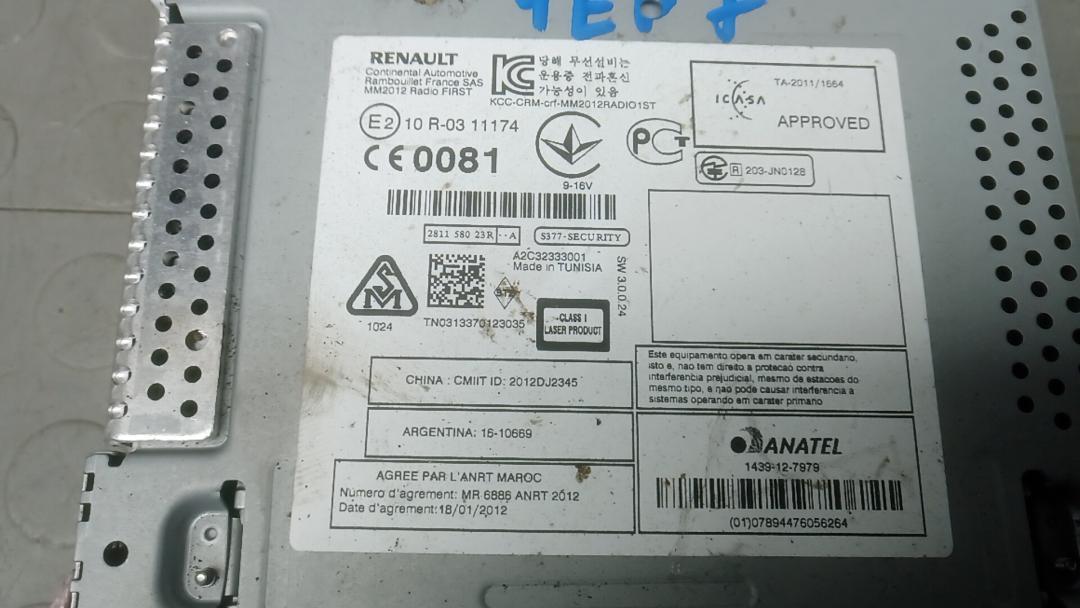 RENAULT
Continental Automotive
Rambouillet France SAS
MM2012 Radio FIRST
당해 무선설비는
운용중 전파혼신
가능성이 있음
KCC-CRM-crf-MM2012RADIO1ST
ICASA
TA-2011/1664
APPROVED
E2 10 R-03 11174
CE 0081
9-16V
PCT
R 203-JN0128
2811 580 23R --A
S377-SECURITY
A2C32333001
Made in TUNISIA
SW 3.0.0.24
SM
1024
TN0313370123035
CLASS 1
LASER PRODUCT
CHINA : CMIIT ID: 2012DJ2345
ARGENTINA: 16-10669
AGREE PAR L'ANRT MAROC
Numero d'agrement: MR 6886 ANRT 2012
Date d'agrement:18/01/2012
Este equipamento opera em carater secundario,
isto e, nao tem direito a protecao contra
interferencia prejudicial, mesmo de estacoes do
mesmo tipo, e nao pode causar interferencia a
sistemas operando em carater primario
ANATEL
1439-12-7979
(01)07894476056264